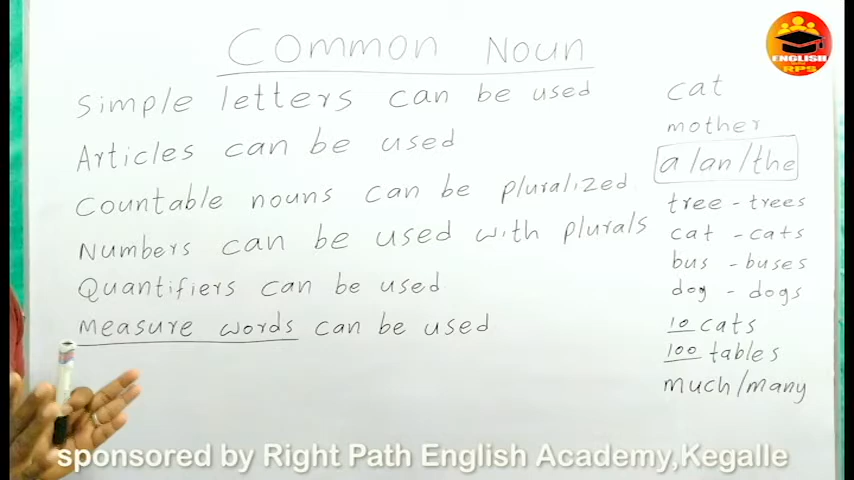 Common Noun
Simple letters can be used
Articles can be used
Countable nouns can be pluralized
Numbers can be used with plurals
Quantifiers can be used
Measure words can be used
cat
mother
a/an/the
tree - trees
cat - cats
bus - buses
dog - dogs
10 cats
100 tables
much/many
ENGLISH
RPS
sponsored by Right Path English Academy,Kegalle